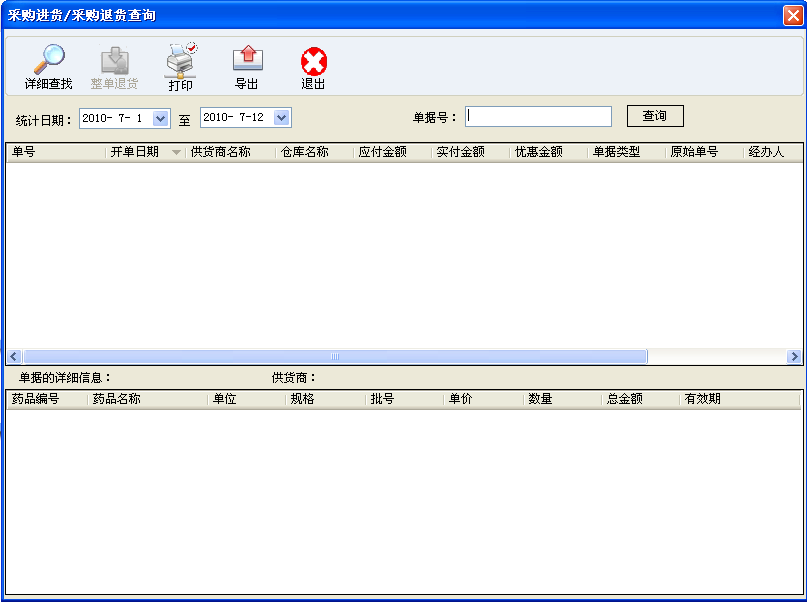 采购进货/采购退货查询
详细查找 整单退货 打印 导出 退出
统计日期： 2010- 7- 1 至 2010- 7-12 单据号： 查询
单号 开单日期 供货商名称 仓库名称 应付金额 实付金额 优惠金额 单据类型 原始单号 经办人
单据的详细信息： 供货商：
药品编号 药品名称 单位 规格 批号 单价 数量 总金额 有效期